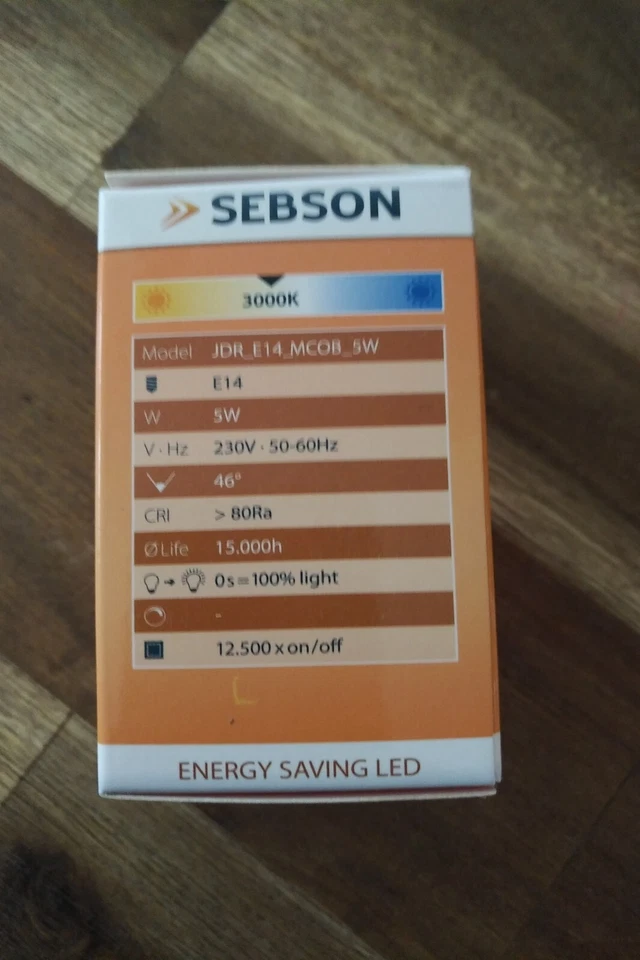 SEBSON
3000K
Model JDR_E14_MCOB_5W
E14
W 5W
V·Hz 230V · 50-60Hz
46°
CRI > 80Ra
Ø Life 15.000h
0s=100% light
-
12.500 x on/off
ENERGY SAVING LED